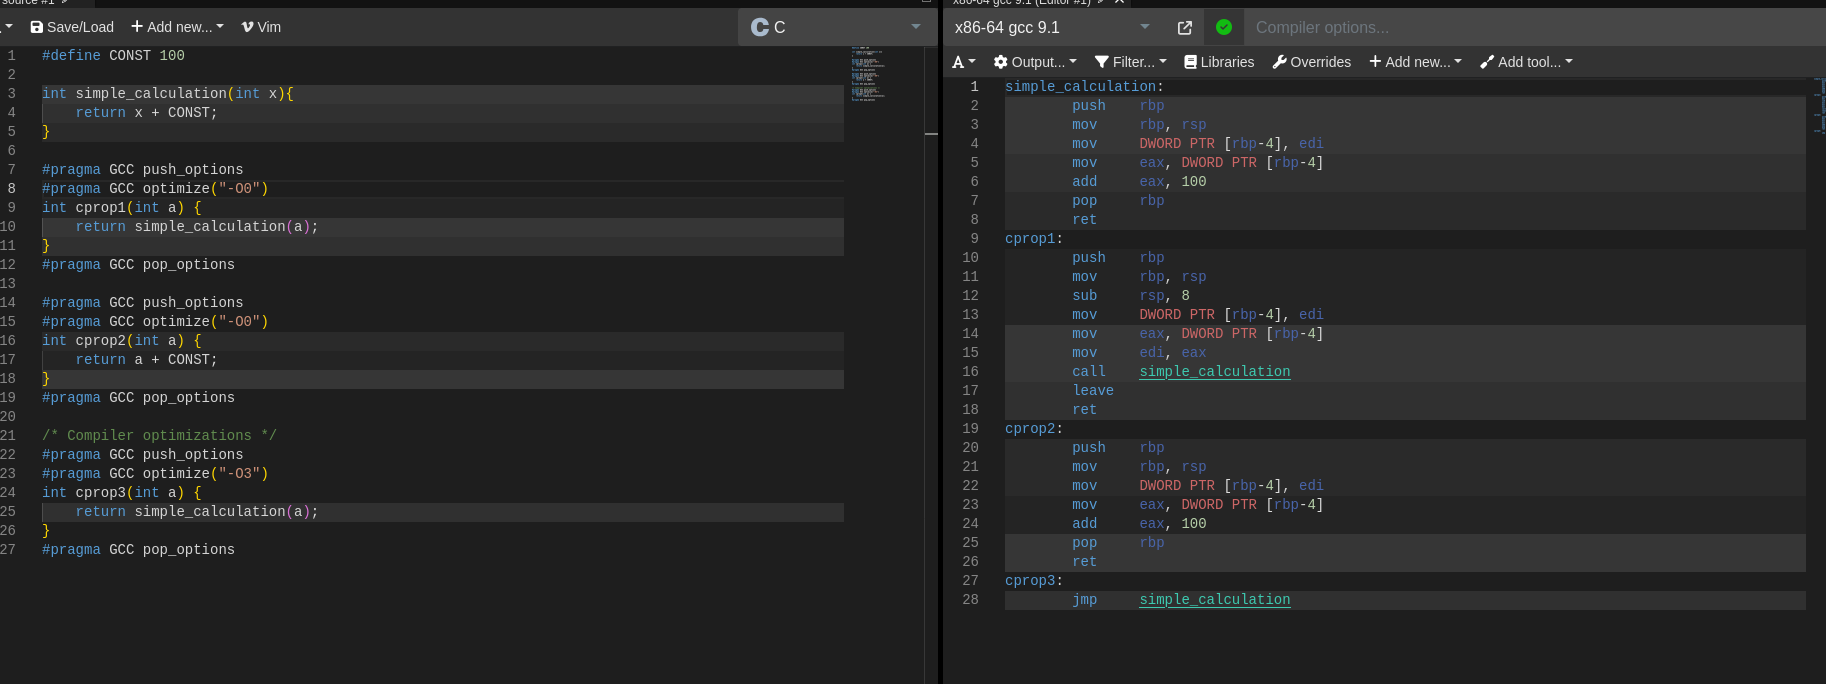 source #1
Save/Load Add new... Vim C
1 #define CONST 100
2
3 int simple_calculation(int x){
4 return x + CONST;
5 }
6
7 #pragma GCC push_options
8 #pragma GCC optimize("-O0")
9 int cprop1(int a) {
10 return simple_calculation(a);
11 }
12 #pragma GCC pop_options
13
14 #pragma GCC push_options
15 #pragma GCC optimize("-O0")
16 int cprop2(int a) {
17 return a + CONST;
18 }
19 #pragma GCC pop_options
20
21 /* Compiler optimizations */
22 #pragma GCC push_options
23 #pragma GCC optimize("-O3")
24 int cprop3(int a) {
25 return simple_calculation(a);
26 }
27 #pragma GCC pop_options
x86-64 gcc 9.1 (Editor #1)
x86-64 gcc 9.1 Compiler options...
A Output... Filter... Libraries Overrides Add new... Add tool...
1 simple_calculation:
2 push rbp
3 mov rbp, rsp
4 mov DWORD PTR [rbp-4], edi
5 mov eax, DWORD PTR [rbp-4]
6 add eax, 100
7 pop rbp
8 ret
9 cprop1:
10 push rbp
11 mov rbp, rsp
12 sub rsp, 8
13 mov DWORD PTR [rbp-4], edi
14 mov eax, DWORD PTR [rbp-4]
15 mov edi, eax
16 call simple_calculation
17 leave
18 ret
19 cprop2:
20 push rbp
21 mov rbp, rsp
22 mov DWORD PTR [rbp-4], edi
23 mov eax, DWORD PTR [rbp-4]
24 add eax, 100
25 pop rbp
26 ret
27 cprop3:
28 jmp simple_calculation